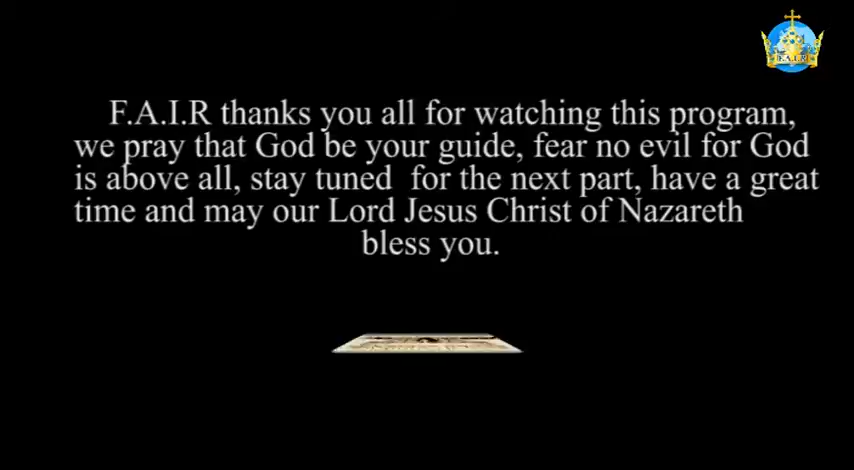 F.A.I.R
F.A.I.R thanks you all for watching this program,
we pray that God be your guide, fear no evil for God
is above all, stay tuned for the next part, have a great
time and may our Lord Jesus Christ of Nazareth
bless you.